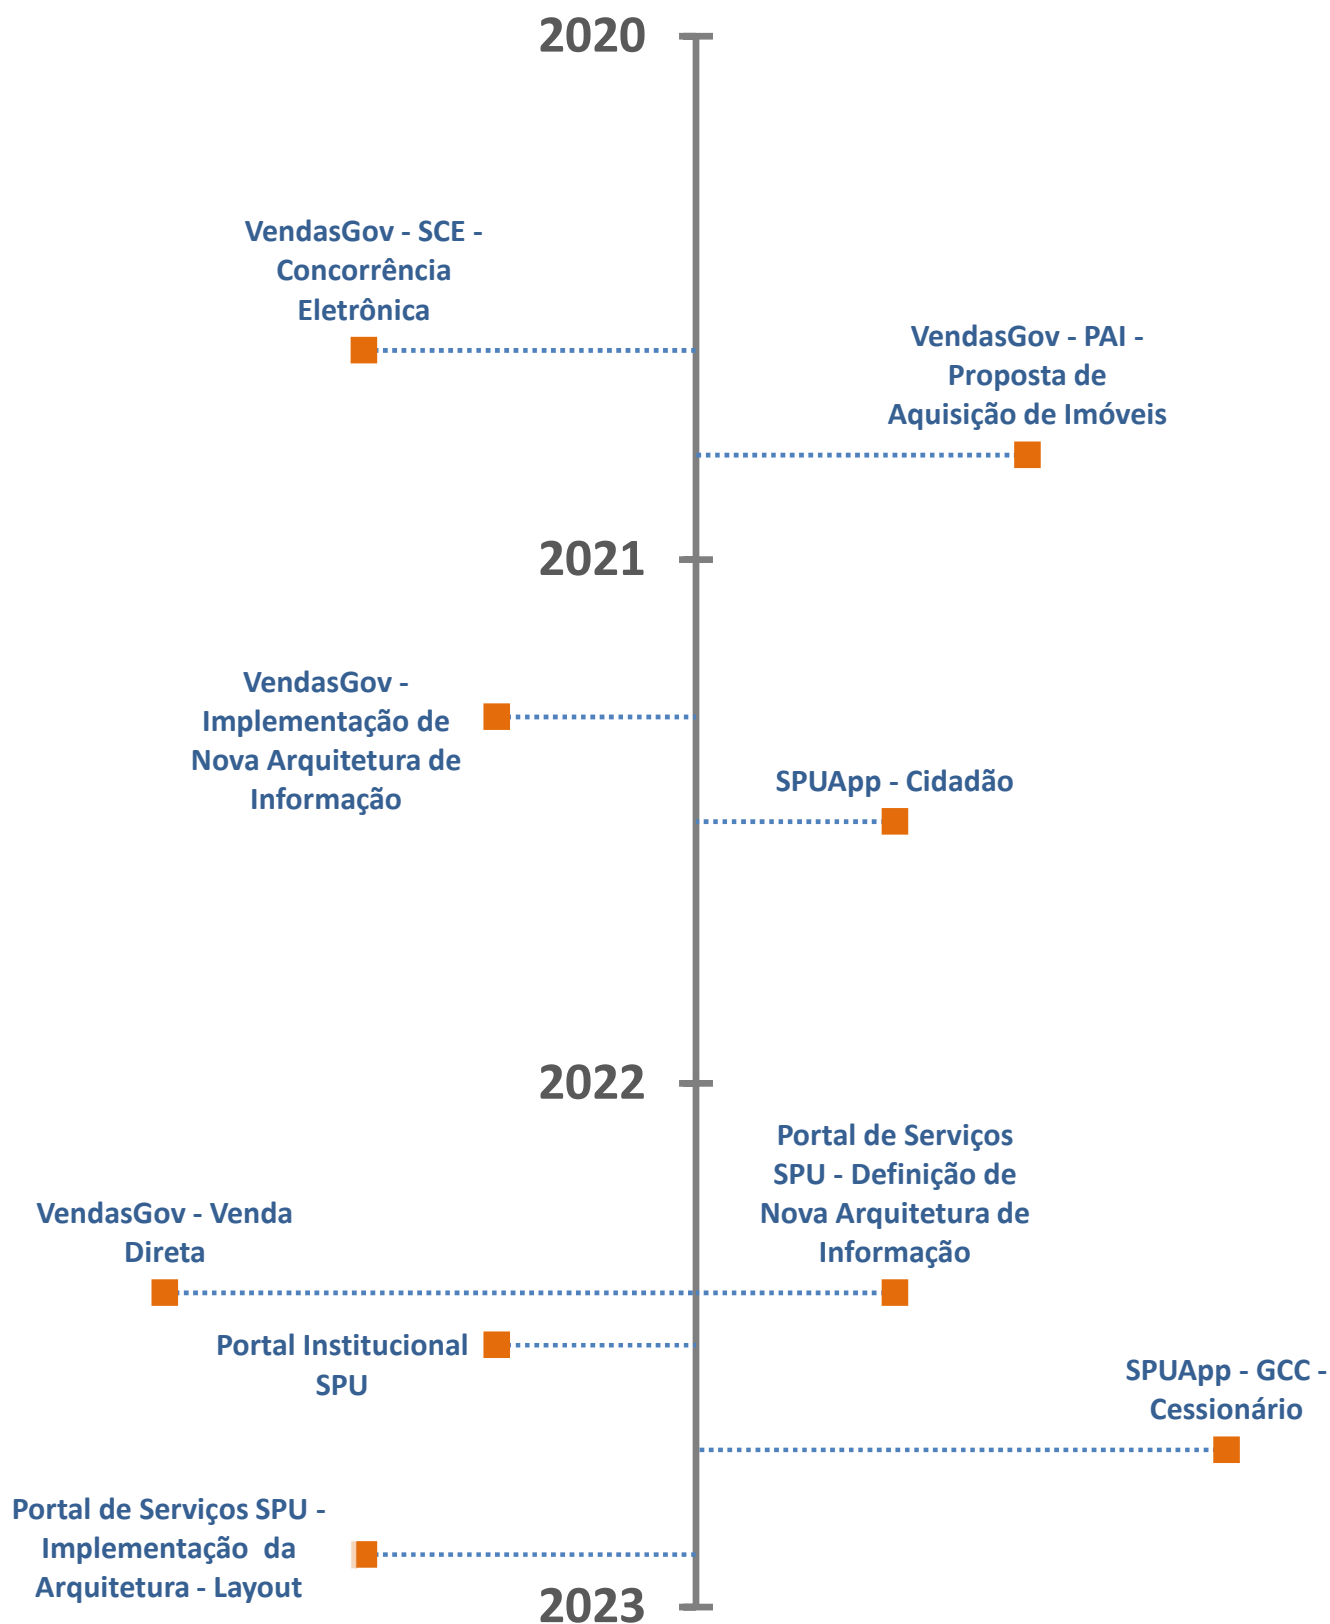 2020
VendasGov - SCE -
Concorrência
Eletrônica
VendasGov - PAI -
Proposta de
Aquisição de Imóveis
2021
VendasGov -
Implementação de
Nova Arquitetura de
Informação
SPUApp - Cidadão
2022
Portal de Serviços
SPU - Definição de
Nova Arquitetura de
Informação
VendasGov - Venda
Direta
Portal Institucional
SPU
SPUApp - GCC -
Cessionário
Portal de Serviços SPU -
Implementação  da
Arquitetura - Layout
2023